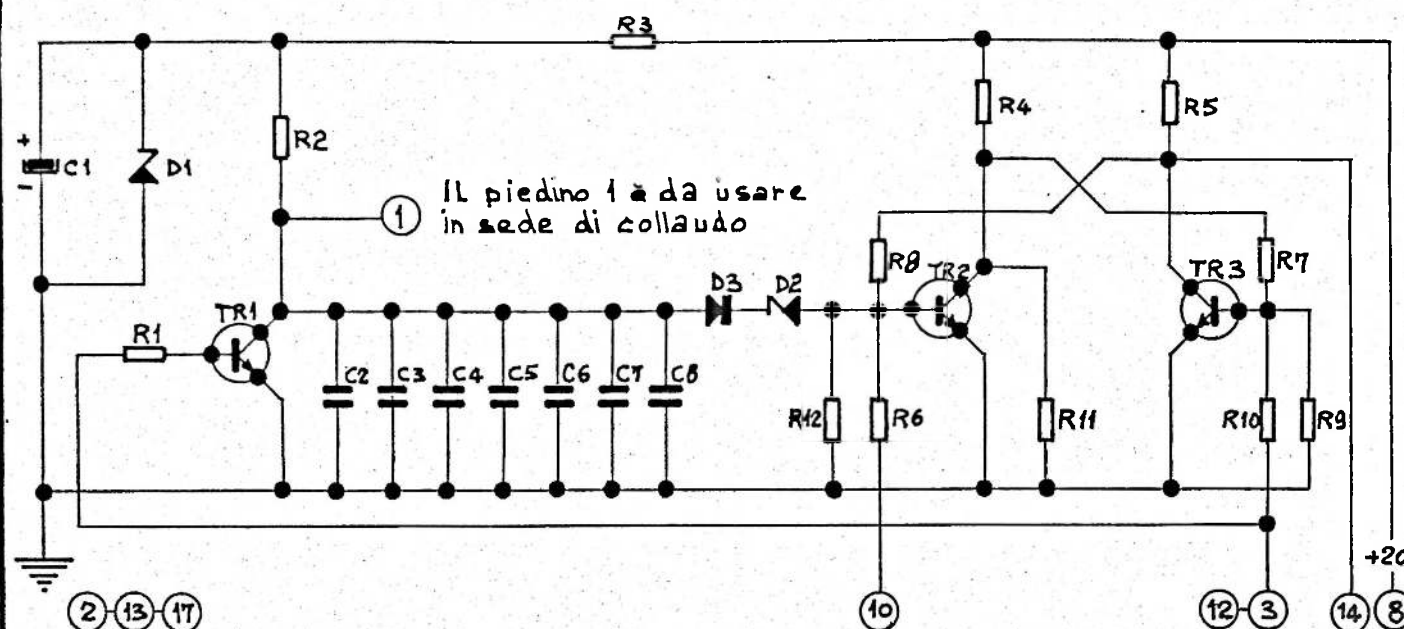 R3
R4
R5
R2
+
C1
-
D1
1
IL piedino 1 è da usare
in sede di collaudo
R8
TR2
TR3
R7
D3
D2
TR1
R1
C2
C3
C4
C5
C6
C7
C8
R12
R6
R11
R10
R9
+20
2-13-17
10
12-3
14
8